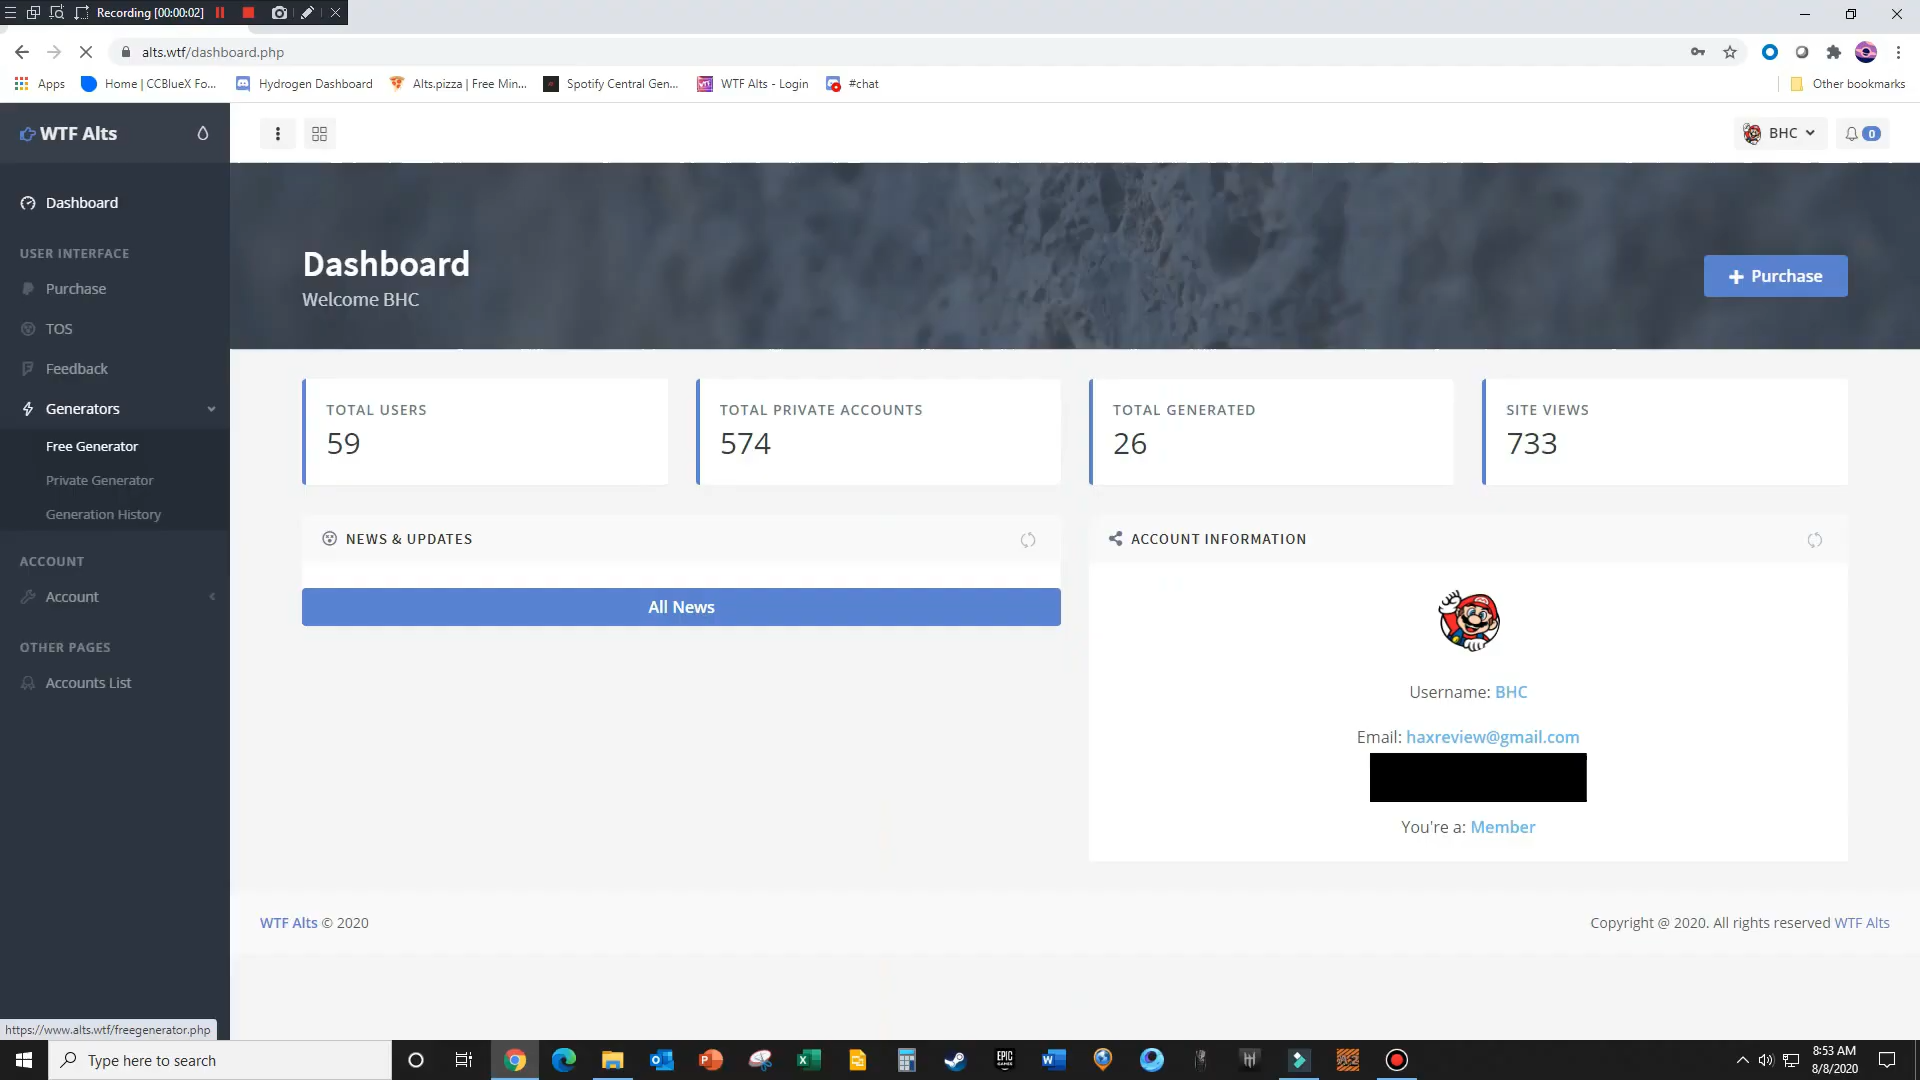 Recording [00:00:02]
alts.wtf/dashboard.php
Apps
Home | CCBlueX Fo...
Hydrogen Dashboard
Alts.pizza | Free Min...
Spotify Central Gen...
WTF Alts - Login
#chat
Other bookmarks
WTF Alts
BHC
0
Dashboard
USER INTERFACE
Purchase
TOS
Feedback
Generators
Free Generator
Private Generator
Generation History
ACCOUNT
Account
OTHER PAGES
Accounts List
Dashboard
Welcome BHC
Purchase
TOTAL USERS
59
TOTAL PRIVATE ACCOUNTS
574
TOTAL GENERATED
26
SITE VIEWS
733
NEWS & UPDATES
All News
ACCOUNT INFORMATION
Username: BHC
Email: haxreview@gmail.com
You're a: Member
WTF Alts © 2020
Copyright @ 2020. All rights reserved WTF Alts
https://www.alts.wtf/freegenerator.php
Type here to search
EPIC
GAMES
8:53 AM
8/8/2020